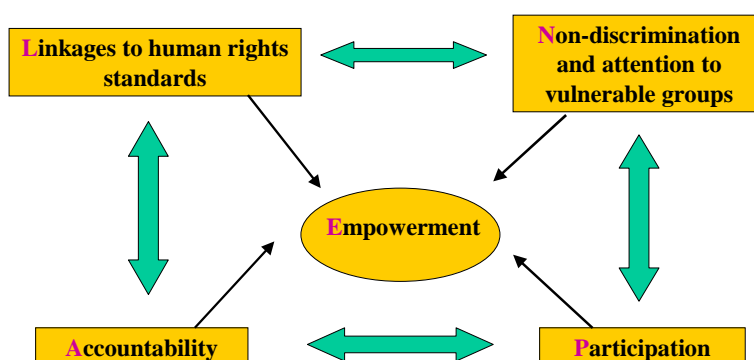 Linkages to human rights
standards
Non-discrimination
and attention to
vulnerable groups
Empowerment
Accountability
Participation